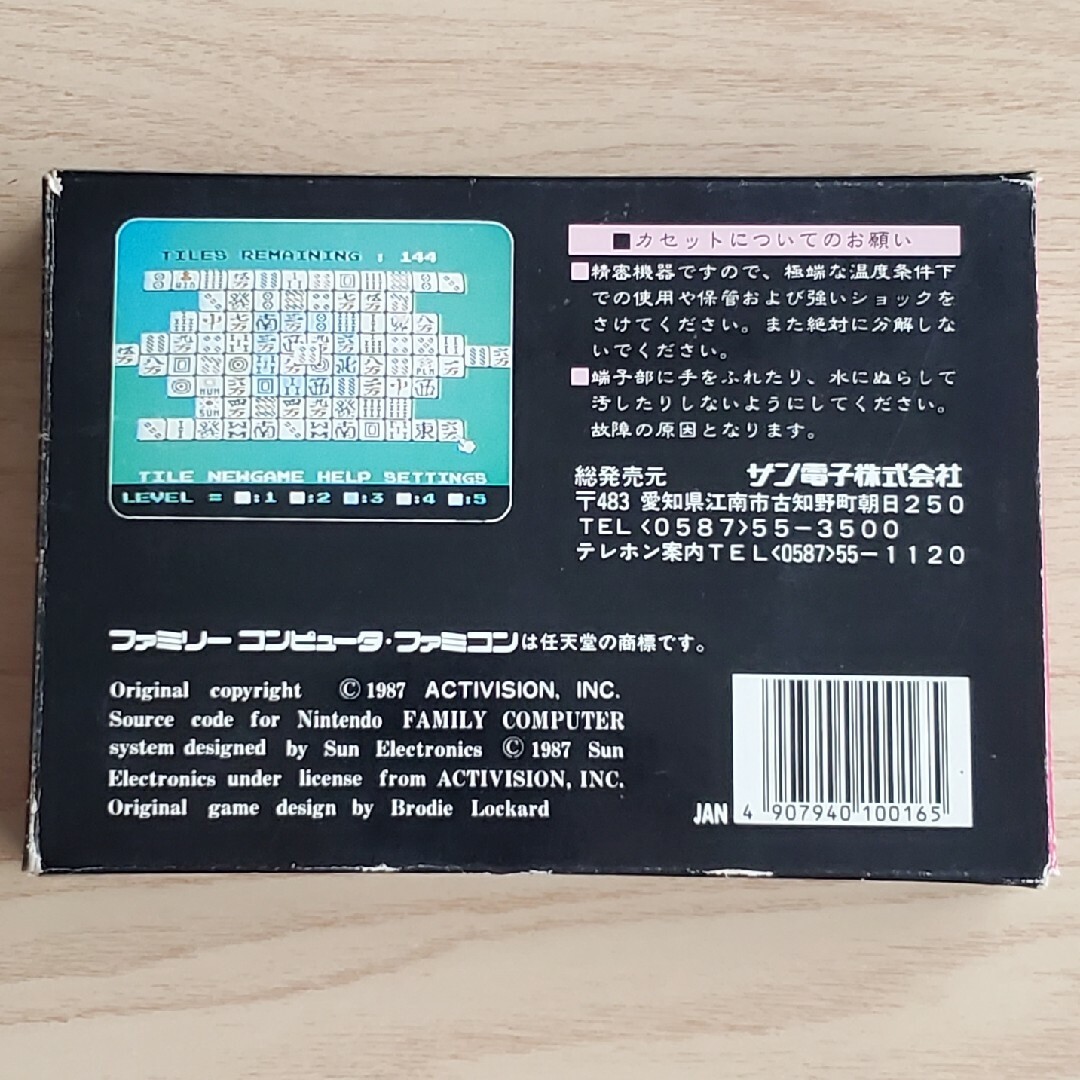 TILES REMAINING : 144
TILE NEWGAME HELP SETTINGS
LEVEL = ■:1 ■:2 ■:3 ■:4 ■:5
■カセットについてのお願い
■精密機器ですので、極端な温度条件下
での使用や保管および強いショックを
さけてください。また絶対に分解しな
いでください。
■端子部に手をふれたり、水にぬらして
汚したりしないようにしてください。
故障の原因となります。
総発売元 サン電子株式会社
〒483 愛知県江南市古知野町朝日250
TEL<0587>55-3500
テレホン案内TEL<0587>55-1120
ファミリーコンピュータ・ファミコンは任天堂の商標です。
Original copyright © 1987 ACTIVISION, INC.
Source code for Nintendo FAMILY COMPUTER
system designed by Sun Electronics © 1987 Sun
Electronics under license from ACTIVISION, INC.
Original game design by Brodie Lockard
JAN 4 907940 100165